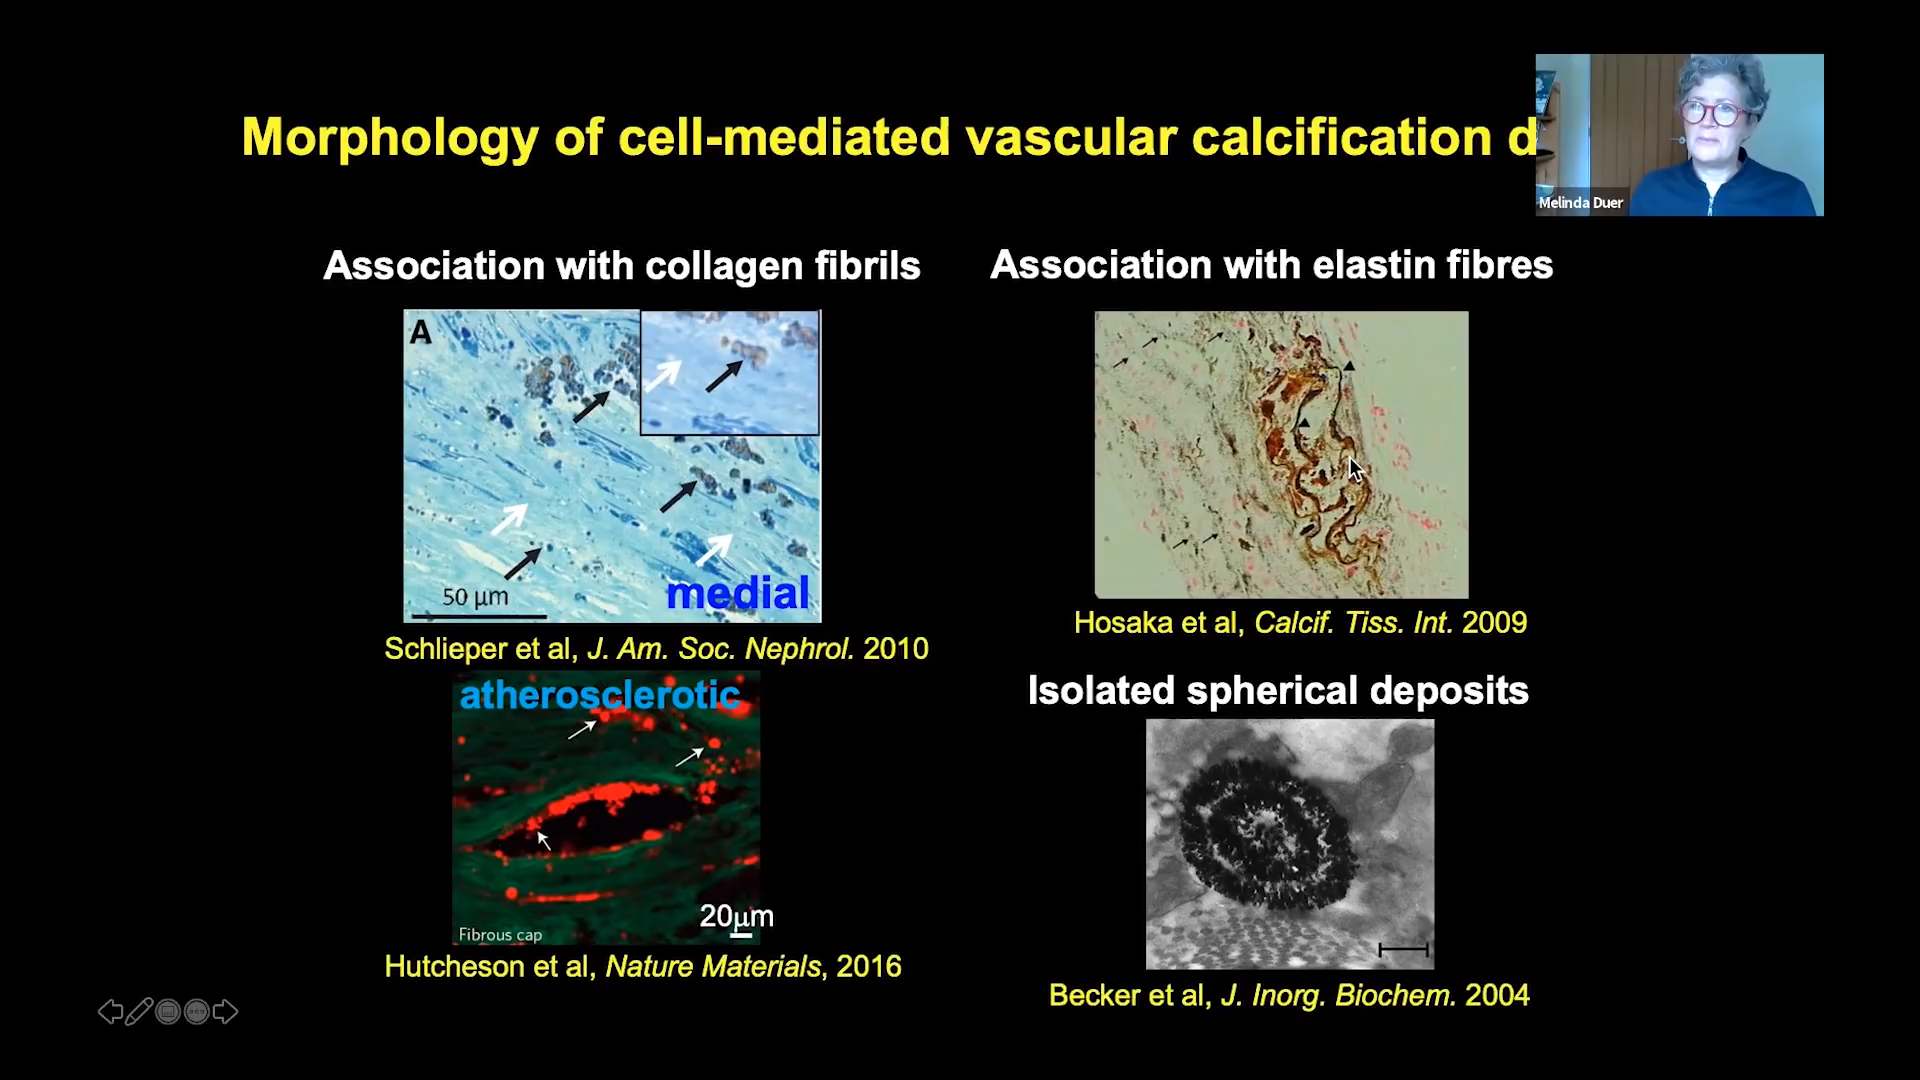 Morphology of cell-mediated vascular calcification d
Melinda Duer
Association with collagen fibrils
A
50 µm
medial
Schlieper et al, J. Am. Soc. Nephrol. 2010
atherosclerotic
20µm
Fibrous cap
Hutcheson et al, Nature Materials, 2016
Association with elastin fibres
Hosaka et al, Calcif. Tiss. Int. 2009
Isolated spherical deposits
Becker et al, J. Inorg. Biochem. 2004